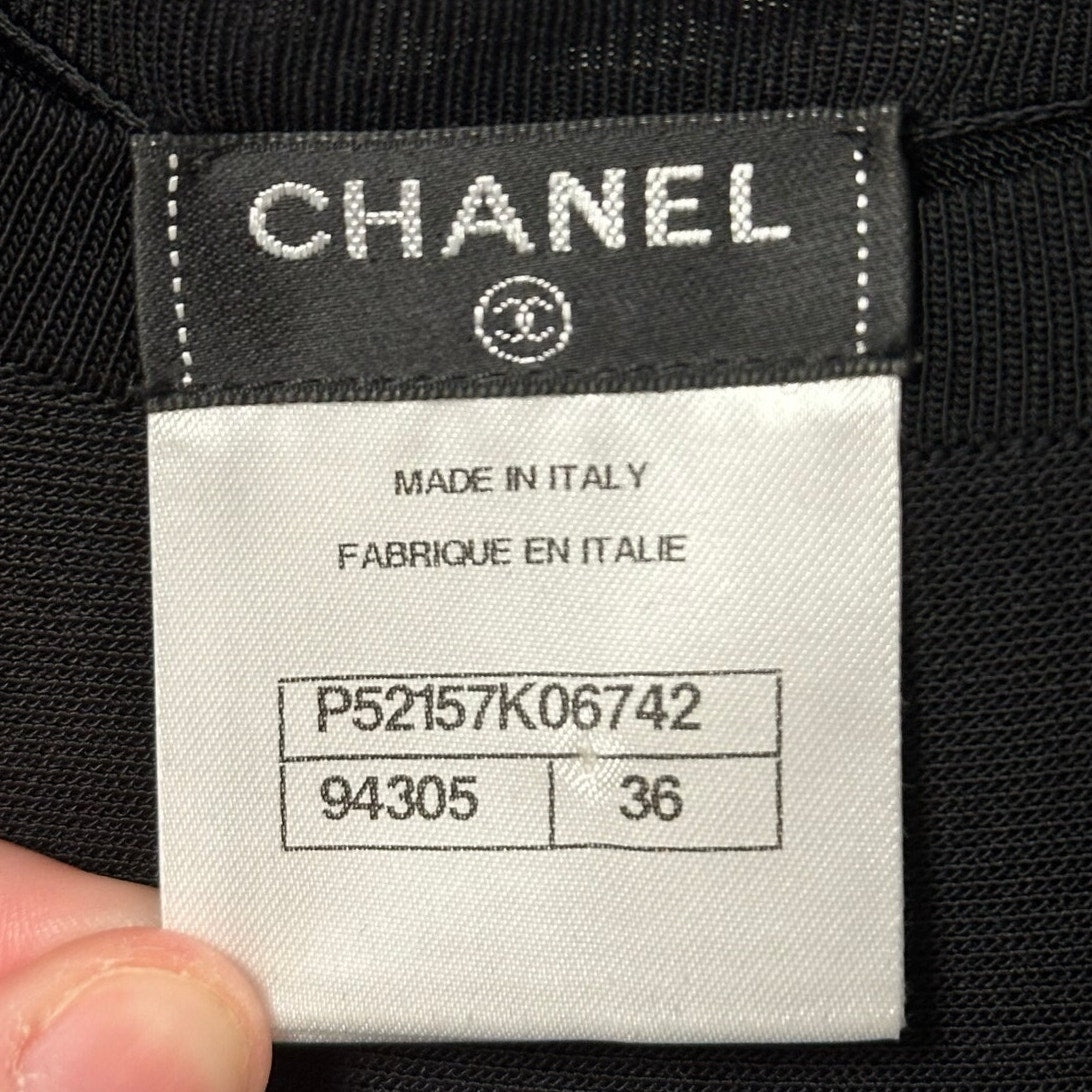 CHANEL
MADE IN ITALY
FABRIQUE EN ITALIE
P52157K06742
94305 36